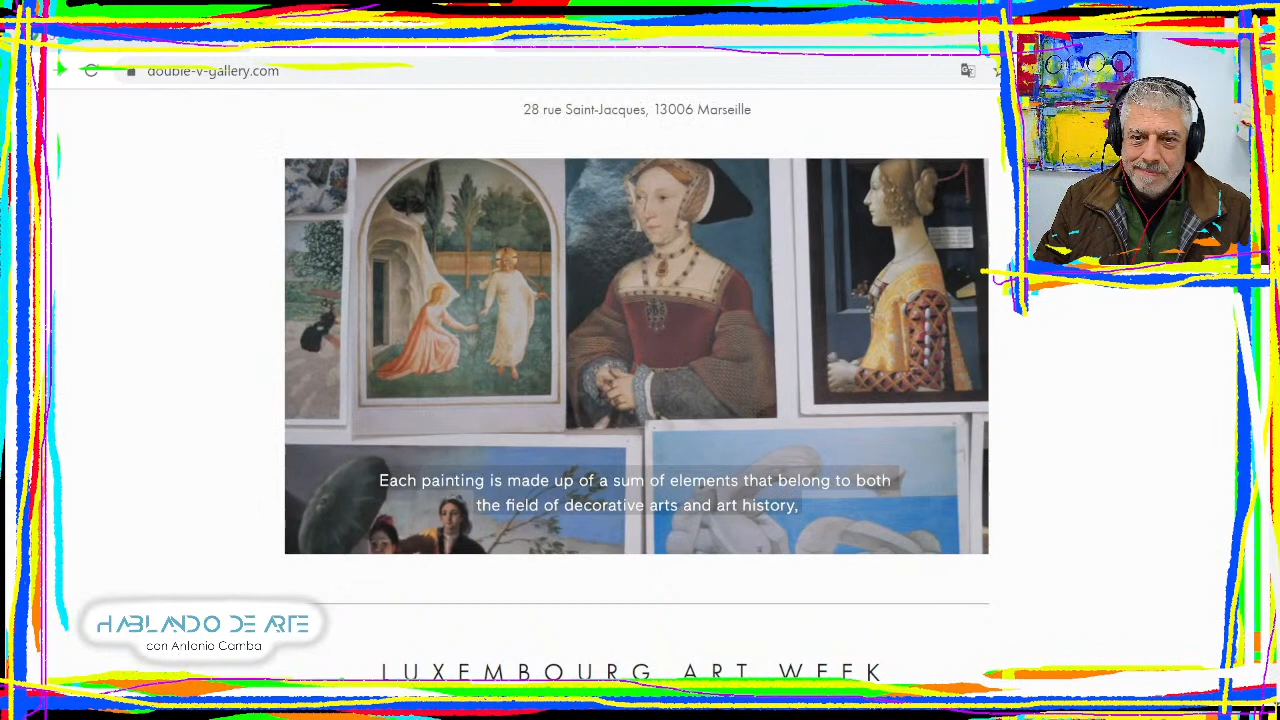 double-v-gallery.com
28 rue Saint-Jacques, 13006 Marseille
Each painting is made up of a sum of elements that belong to both
the field of decorative arts and art history,
HABLANDO DE ARTE
con Antonio Camba
LUXEMBOURG ART WEEK